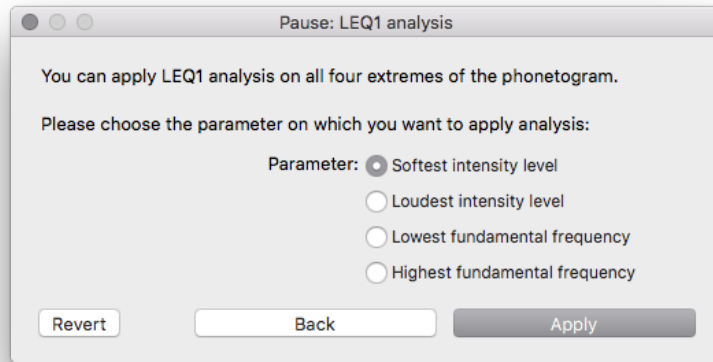 Pause: LEQ1 analysis
You can apply LEQ1 analysis on all four extremes of the phonetogram.
Please choose the parameter on which you want to apply analysis:
Parameter: Softest intensity level
Loudest intensity level
Lowest fundamental frequency
Highest fundamental frequency
Revert Back Apply